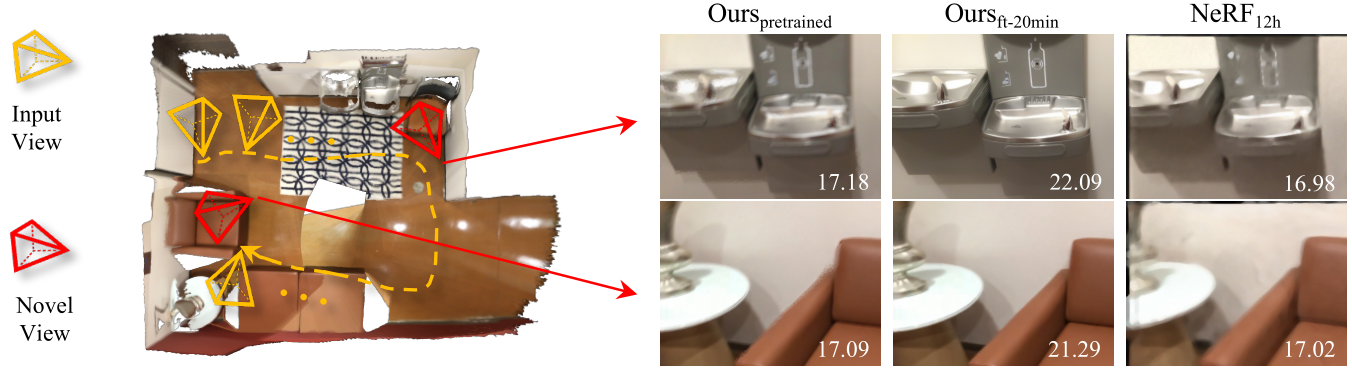 Input
View
Novel
View
Ours_pretrained
Ours_ft-20min
NeRF_12h
17.18
22.09
16.98
17.09
21.29
17.02